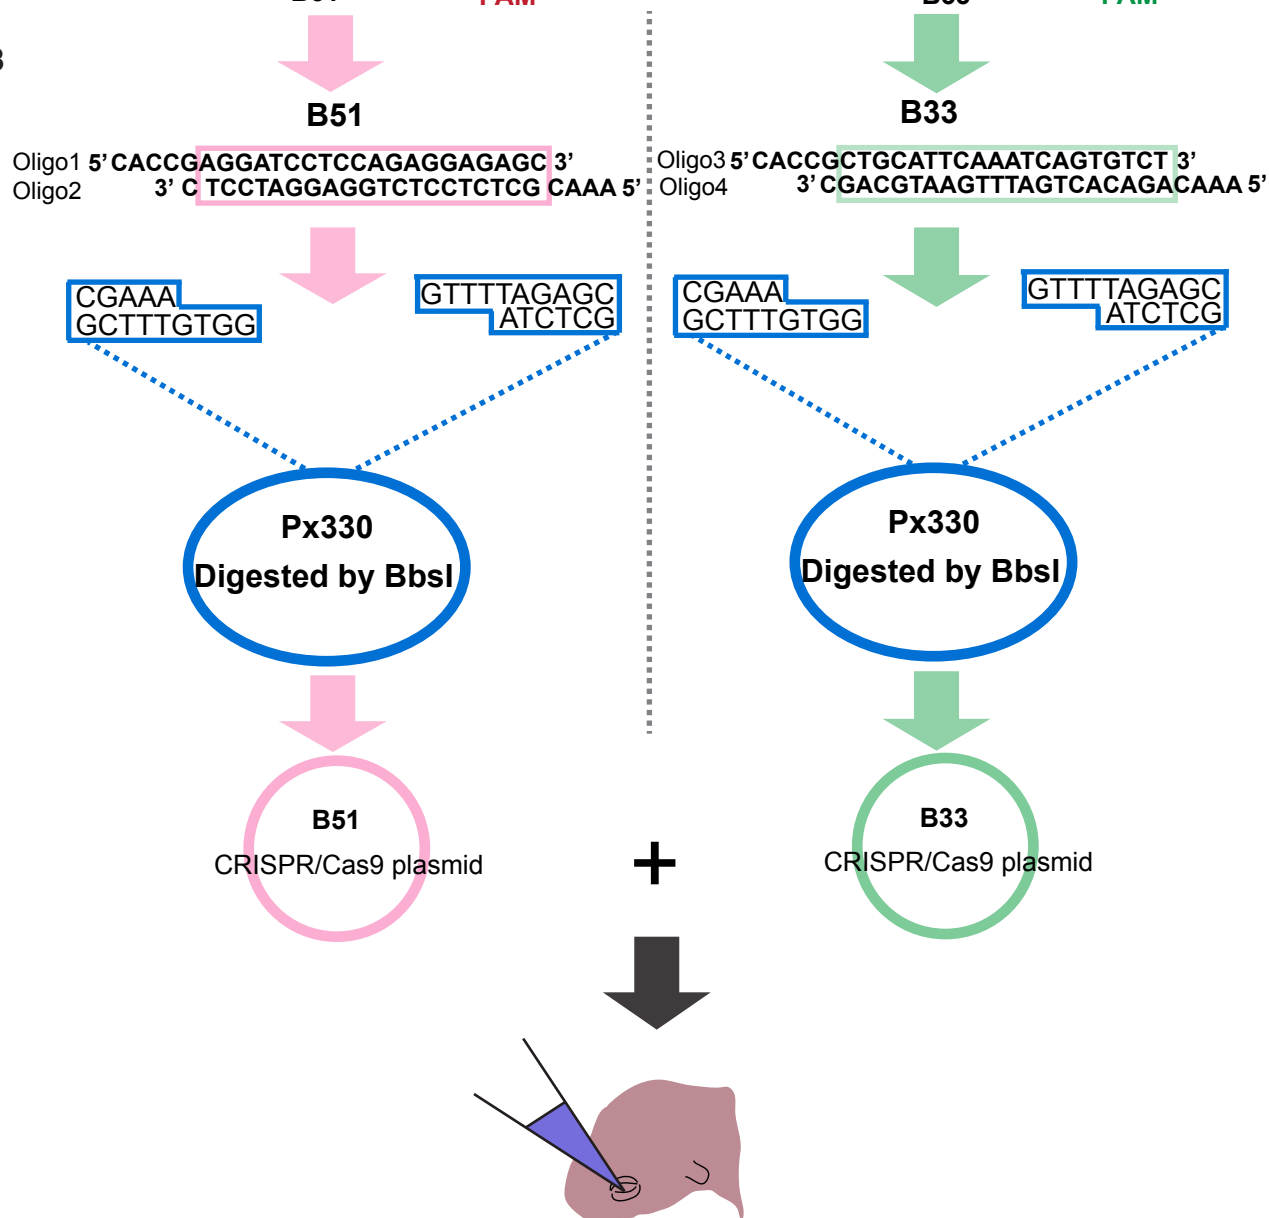 B51
Oligo1 5’ CACCGAGGATCCTCCAGAGGAGAGC 3’
Oligo2 3’ C TCCTAGGAGGTCTCCTCTCG CAAA 5’
CGAAA
GCTTTGTGG
GTTTTAGAGC
ATCTCG
Px330
Digested by BbsI
B51
CRISPR/Cas9 plasmid
B33
Oligo3 5’ CACCGCTGCATTCAAATCAGTGTCT 3’
Oligo4 3’ CGACGTAAGTTTAGTCACAGACAAA 5’
CGAAA
GCTTTGTGG
GTTTTAGAGC
ATCTCG
Px330
Digested by BbsI
B33
CRISPR/Cas9 plasmid
+